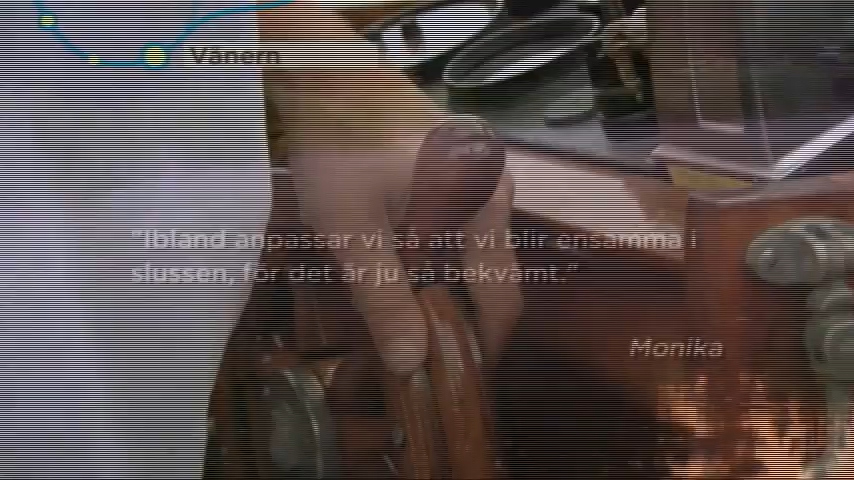 Vänern
"Ibland anpassar vi så att vi blir ensamma i
slussen, för det är ju så bekvämt."
Monika